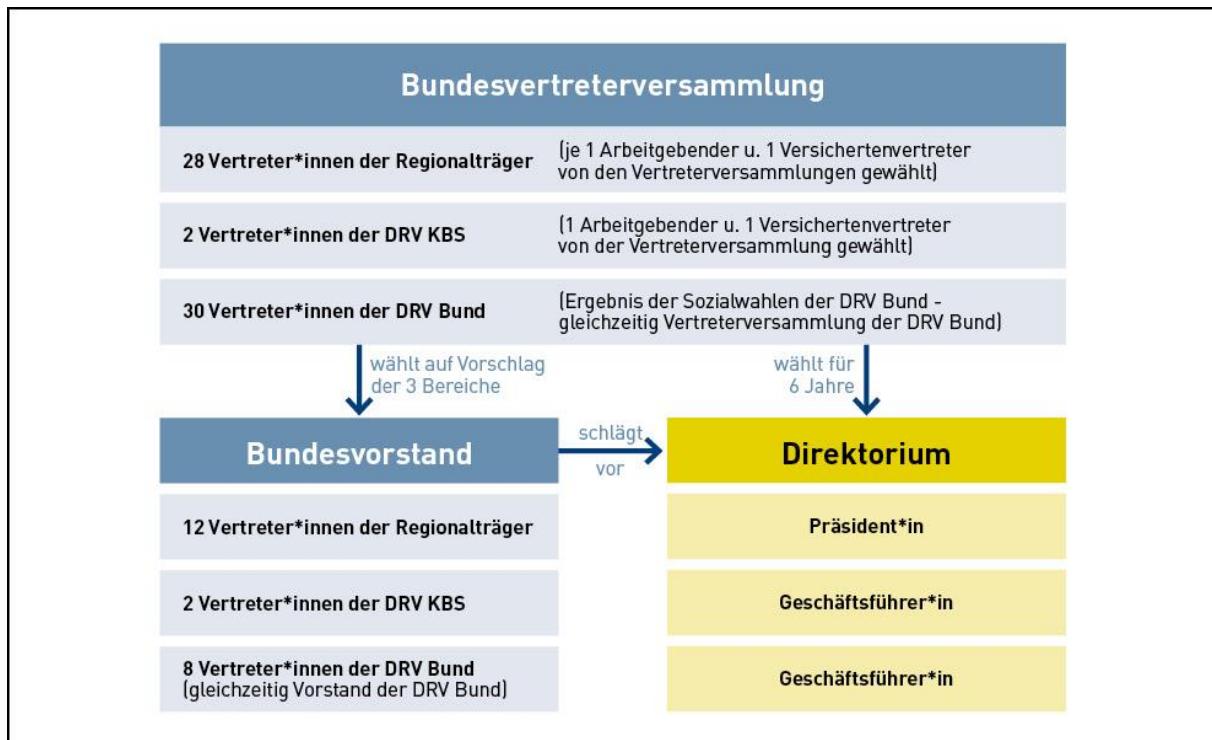 Bundesvertreterversammlung
28 Vertreter*innen der Regionalträger
(je 1 Arbeitgebender u. 1 Versichertenvertreter
von den Vertreterversammlungen gewählt)
2 Vertreter*innen der DRV KBS
(1 Arbeitgebender u. 1 Versichertenvertreter
von der Vertreterversammlung gewählt)
30 Vertreter*innen der DRV Bund
(Ergebnis der Sozialwahlen der DRV Bund -
gleichzeitig Vertreterversammlung der DRV Bund)
wählt auf Vorschlag
der 3 Bereiche
wählt für
6 Jahre
Bundesvorstand
schlägt
vor
Direktorium
12 Vertreter*innen der Regionalträger
Präsident*in
2 Vertreter*innen der DRV KBS
Geschäftsführer*in
8 Vertreter*innen der DRV Bund
(gleichzeitig Vorstand der DRV Bund)
Geschäftsführer*in